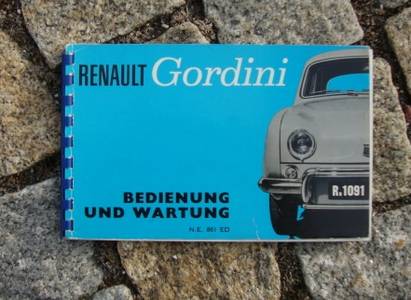 RENAULT Gordini
R.1091
BEDIENUNG
UND WARTUNG
N.E. 861 ED